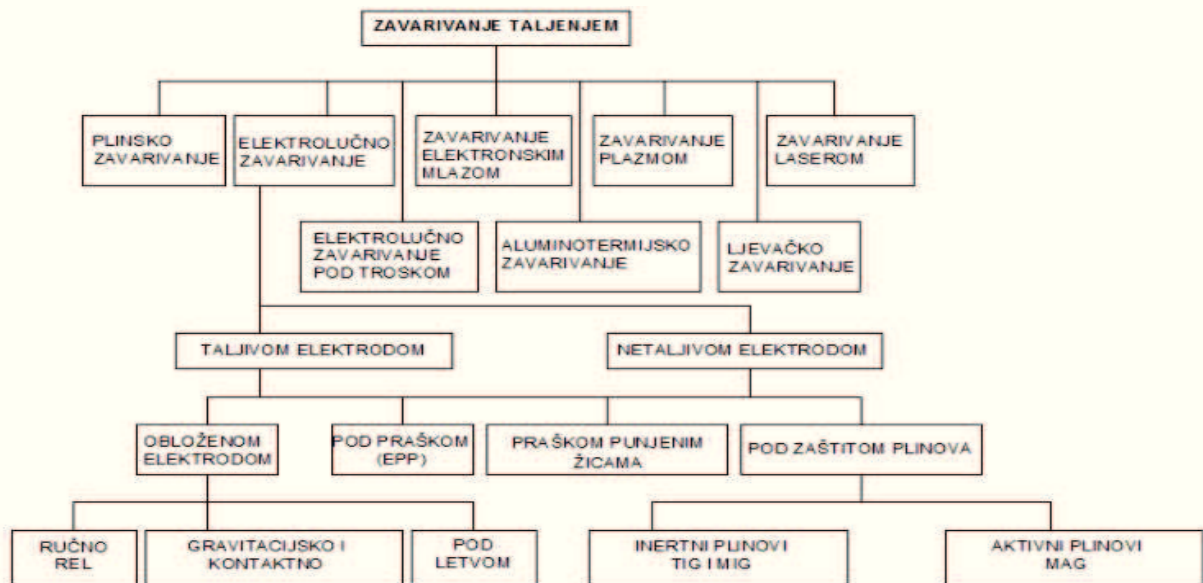 ZAVARIVANJE TALJENJEM
PLINSKO
ZAVARIVANJE
ELEKTROLUČNO
ZAVARIVANJE
ZAVARIVANJE
ELEKTRONSKIM
MLAZOM
ZAVARIVANJE
PLAZMOM
ZAVARIVANJE
LASEROM
ELEKTROLUČNO
ZAVARIVANJE
POD TROSKOM
ALUMINOTERMIJSKO
ZAVARIVANJE
LJEVAČKO
ZAVARIVANJE
TALJIVOM ELEKTRODOM
NETALJIVOM ELEKTRODOM
OBLOŽENOM
ELEKTRODOM
POD PRAŠKOM
(EPP)
PRAŠKOM PUNJENIM
ŽICAMA
POD ZAŠTITOM PLINOVA
RUČNO
REL
GRAVITACIJSKO I
KONTAKTNO
POD
LETVOM
INERTNI PLINOVI
TIG I MIG
AKTIVNI PLINOVI
MAG